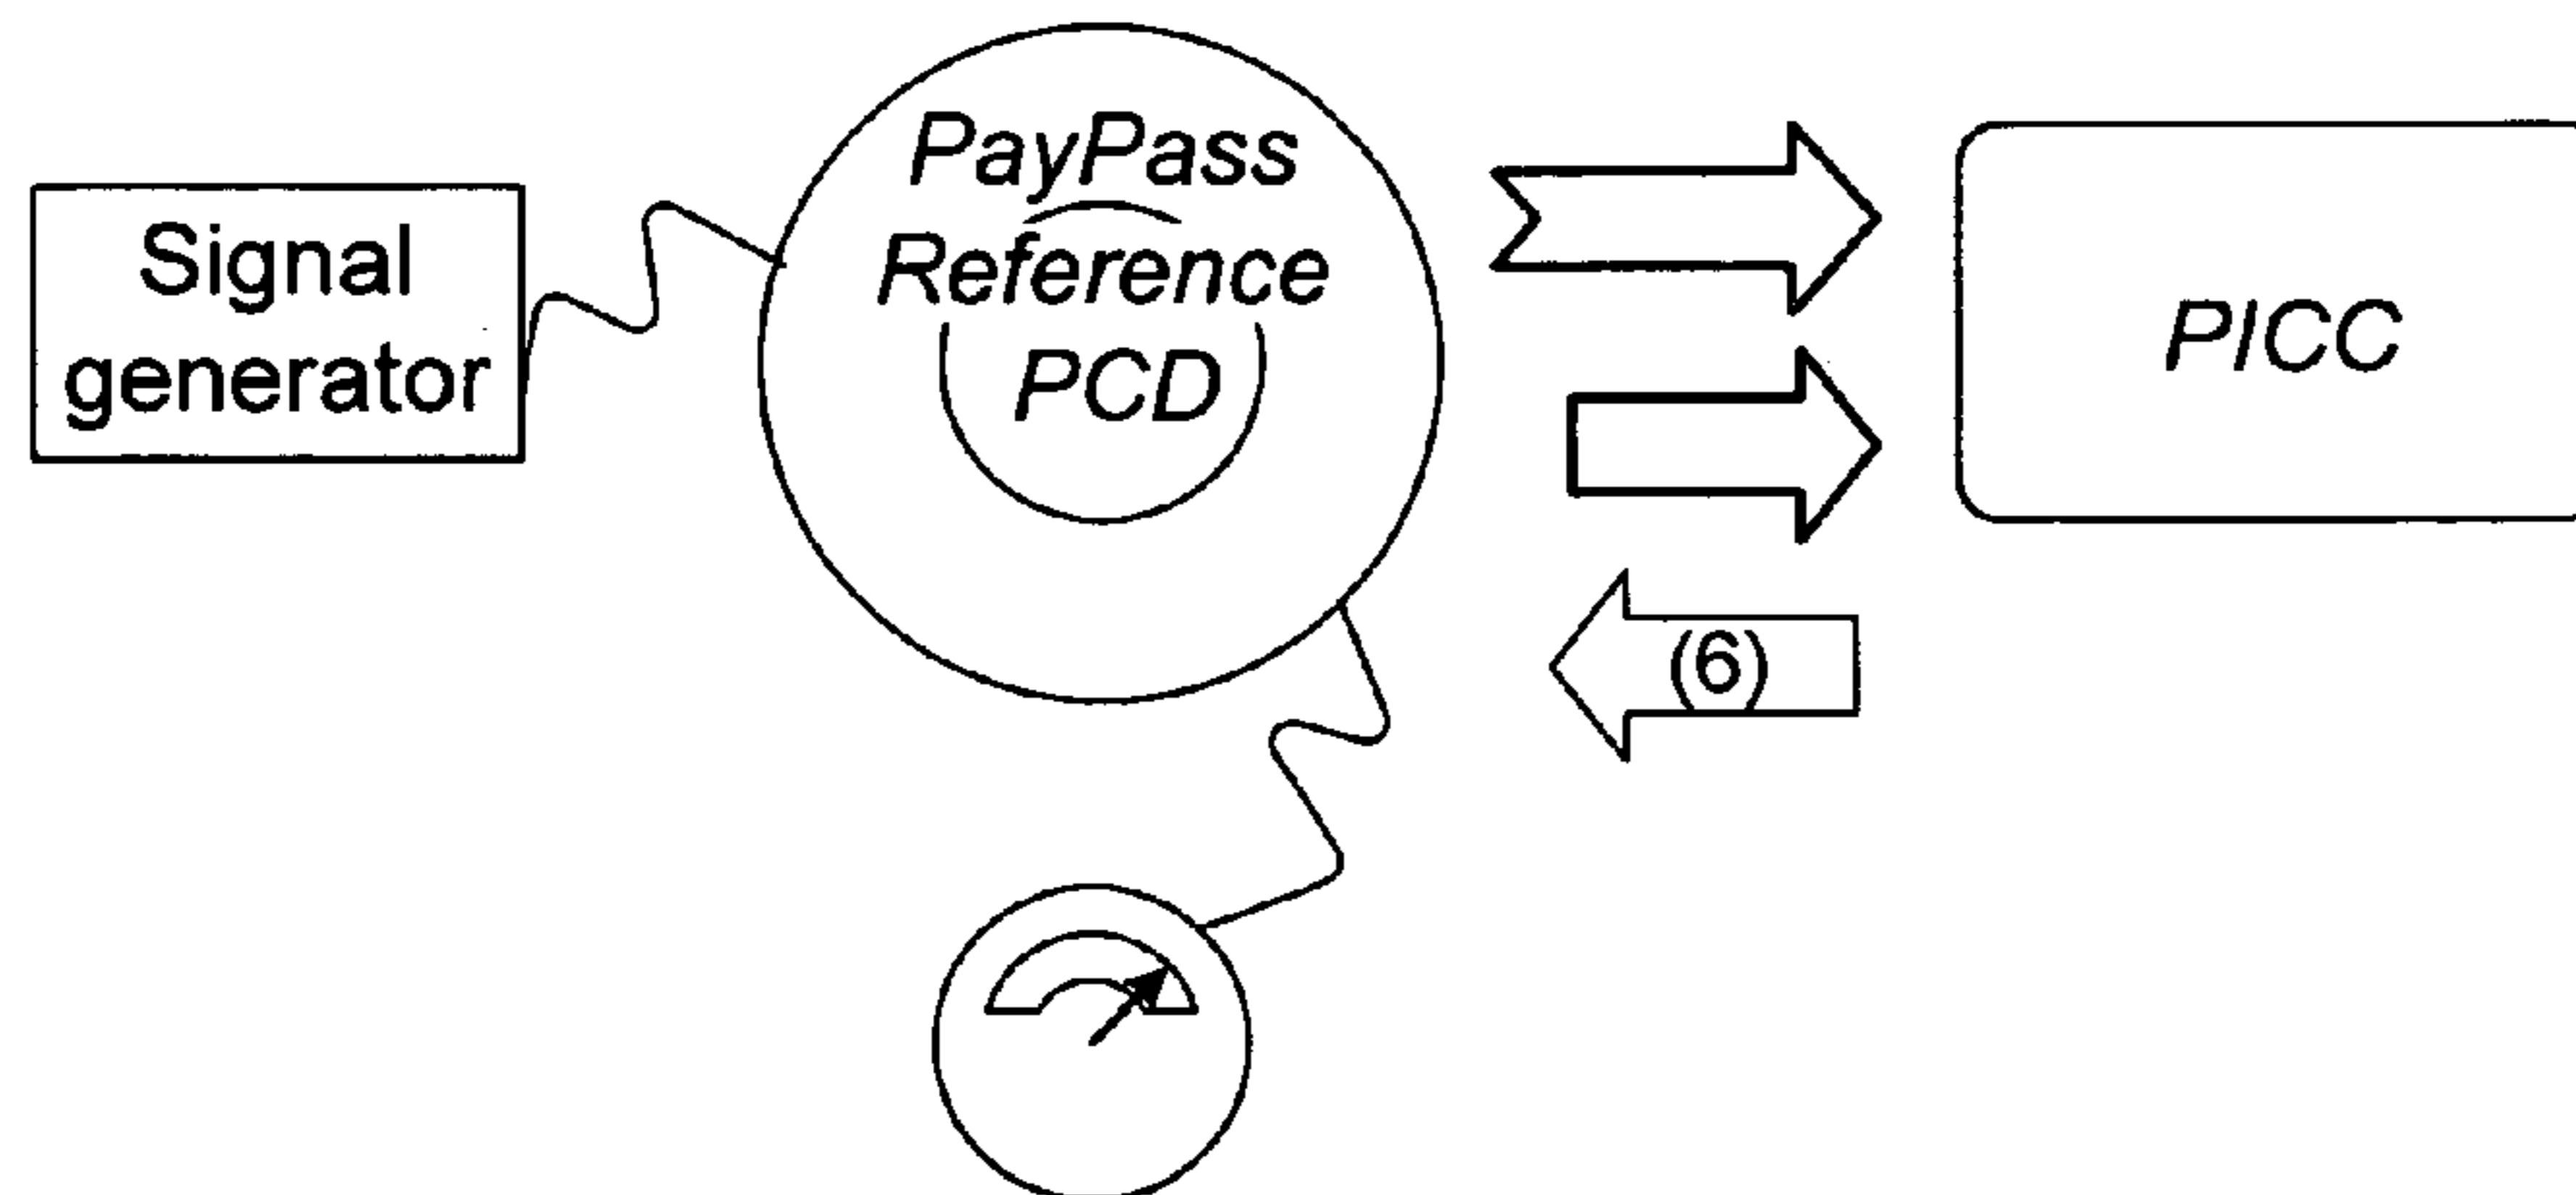 Signal
generator
PayPass
Reference
PCD
PICC
(6)